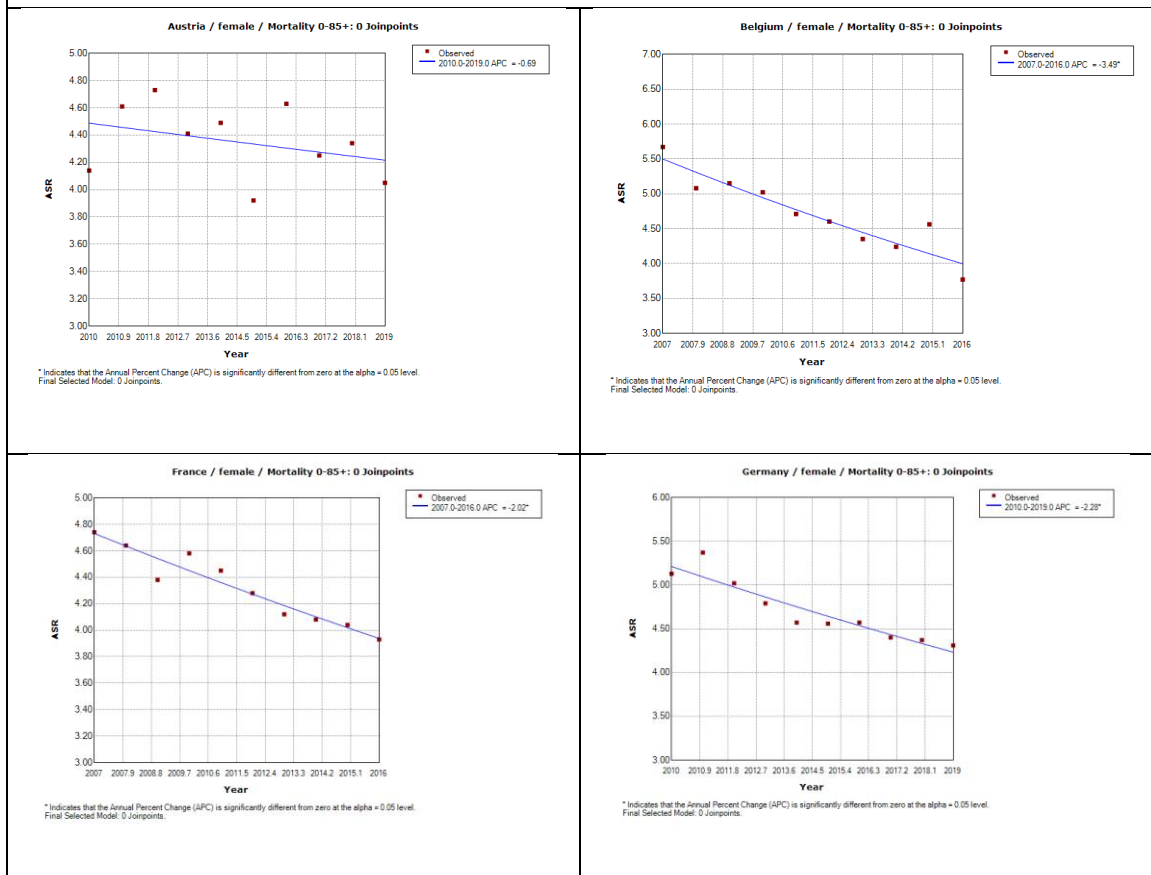 Austria / female / Mortality 0-85+: 0 Joinpoints
5.00
4.80
4.60
4.40
4.20
4.00
3.80
3.60
3.40
3.20
3.00
ASR
2010 2010.9 2011.8 2012.7 2013.6 2014.5 2015.4 2016.3 2017.2 2018.1 2019
Year
Observed
2010.0-2019.0 APC = -0.69
* Indicates that the Annual Percent Change (APC) is significantly different from zero at the alpha = 0.05 level.
Final Selected Model: 0 Joinpoints.
Belgium / female / Mortality 0-85+: 0 Joinpoints
7.00
6.50
6.00
5.50
5.00
4.50
4.00
3.50
3.00
ASR
2007 2007.9 2008.8 2009.7 2010.6 2011.5 2012.4 2013.3 2014.2 2015.1 2016
Year
Observed
2007.0-2016.0 APC = -3.49*
* Indicates that the Annual Percent Change (APC) is significantly different from zero at the alpha = 0.05 level.
Final Selected Model: 0 Joinpoints.
France / female / Mortality 0-85+: 0 Joinpoints
5.00
4.80
4.60
4.40
4.20
4.00
3.80
3.60
3.40
3.20
3.00
ASR
2007 2007.9 2008.8 2009.7 2010.6 2011.5 2012.4 2013.3 2014.2 2015.1 2016
Year
Observed
2007.0-2016.0 APC = -2.02*
* Indicates that the Annual Percent Change (APC) is significantly different from zero at the alpha = 0.05 level.
Final Selected Model: 0 Joinpoints.
Germany / female / Mortality 0-85+: 0 Joinpoints
6.00
5.50
5.00
4.50
4.00
3.50
3.00
ASR
2010 2010.9 2011.8 2012.7 2013.6 2014.5 2015.4 2016.3 2017.2 2018.1 2019
Year
Observed
2010.0-2019.0 APC = -2.28*
* Indicates that the Annual Percent Change (APC) is significantly different from zero at the alpha = 0.05 level.
Final Selected Model: 0 Joinpoints.